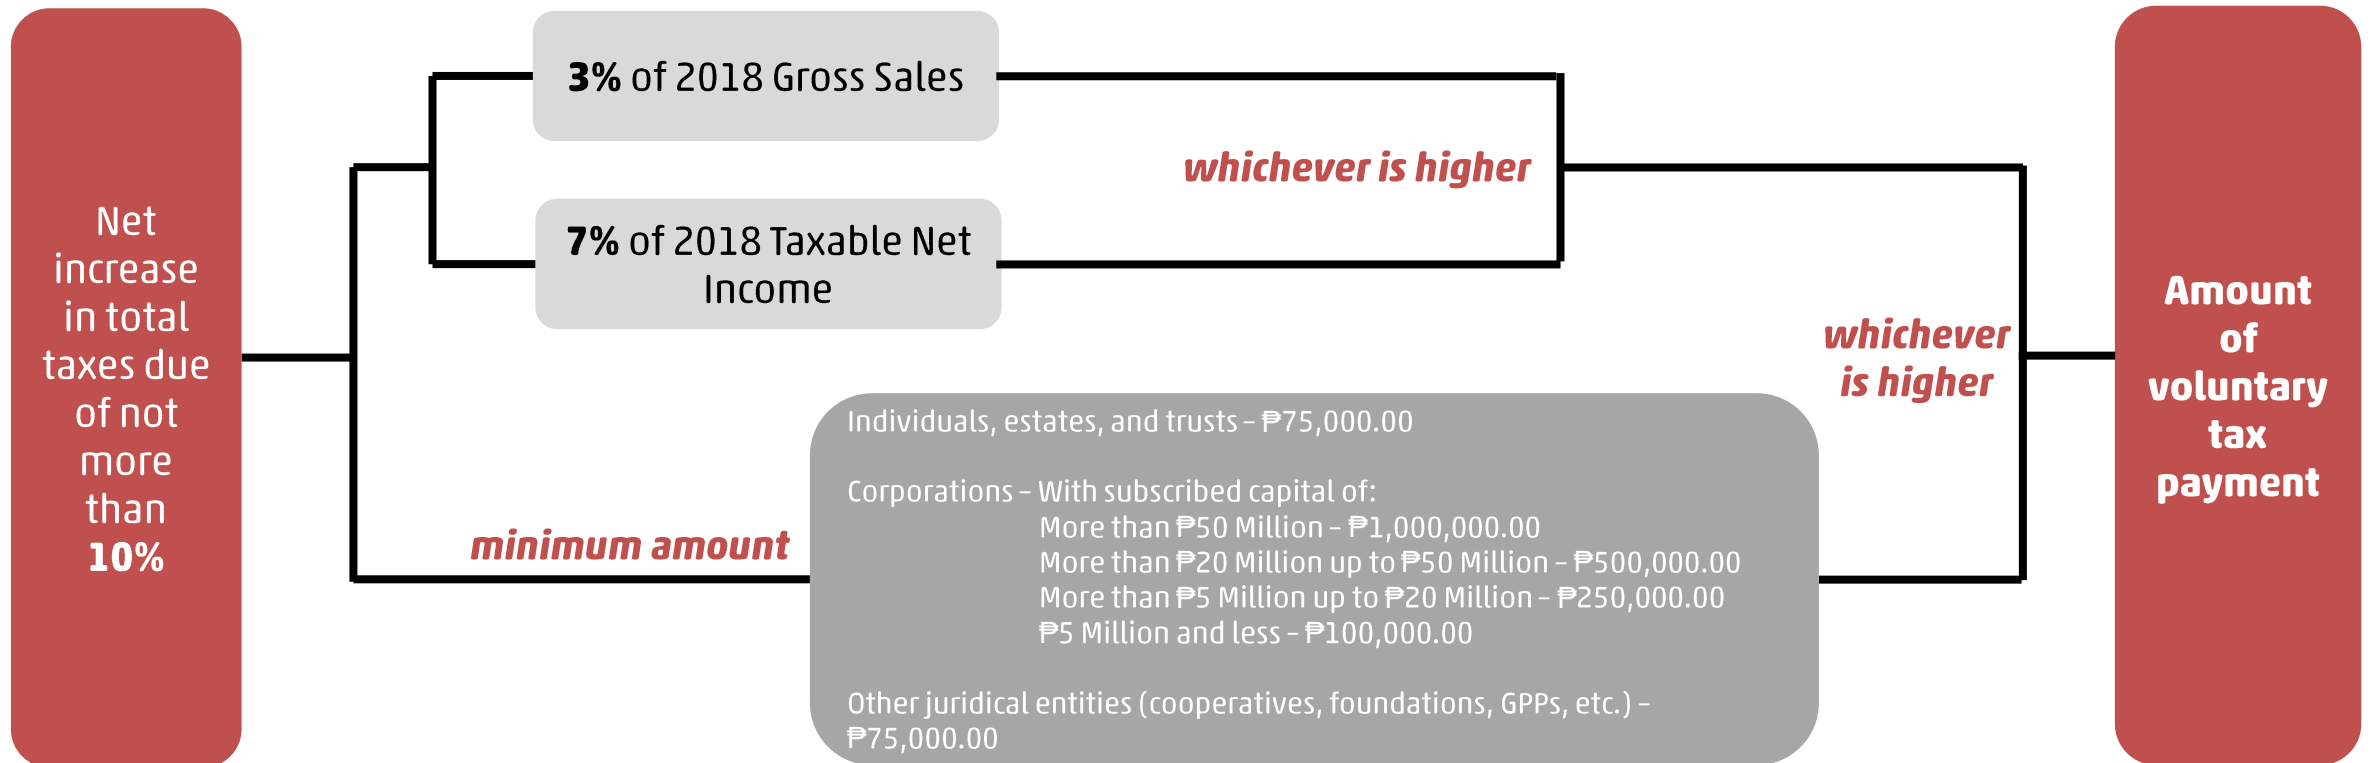 Net
increase
in total
taxes due
of not
more
than
10%
3% of 2018 Gross Sales
7% of 2018 Taxable Net
Income
whichever is higher
minimum amount
Individuals, estates, and trusts – ₱75,000.00
Corporations – With subscribed capital of:
More than ₱50 Million – ₱1,000,000.00
More than ₱20 Million up to ₱50 Million – ₱500,000.00
More than ₱5 Million up to ₱20 Million – ₱250,000.00
₱5 Million and less – ₱100,000.00
Other juridical entities (cooperatives, foundations, GPPs, etc.) –
₱75,000.00
whichever
is higher
Amount
of
voluntary
tax
payment